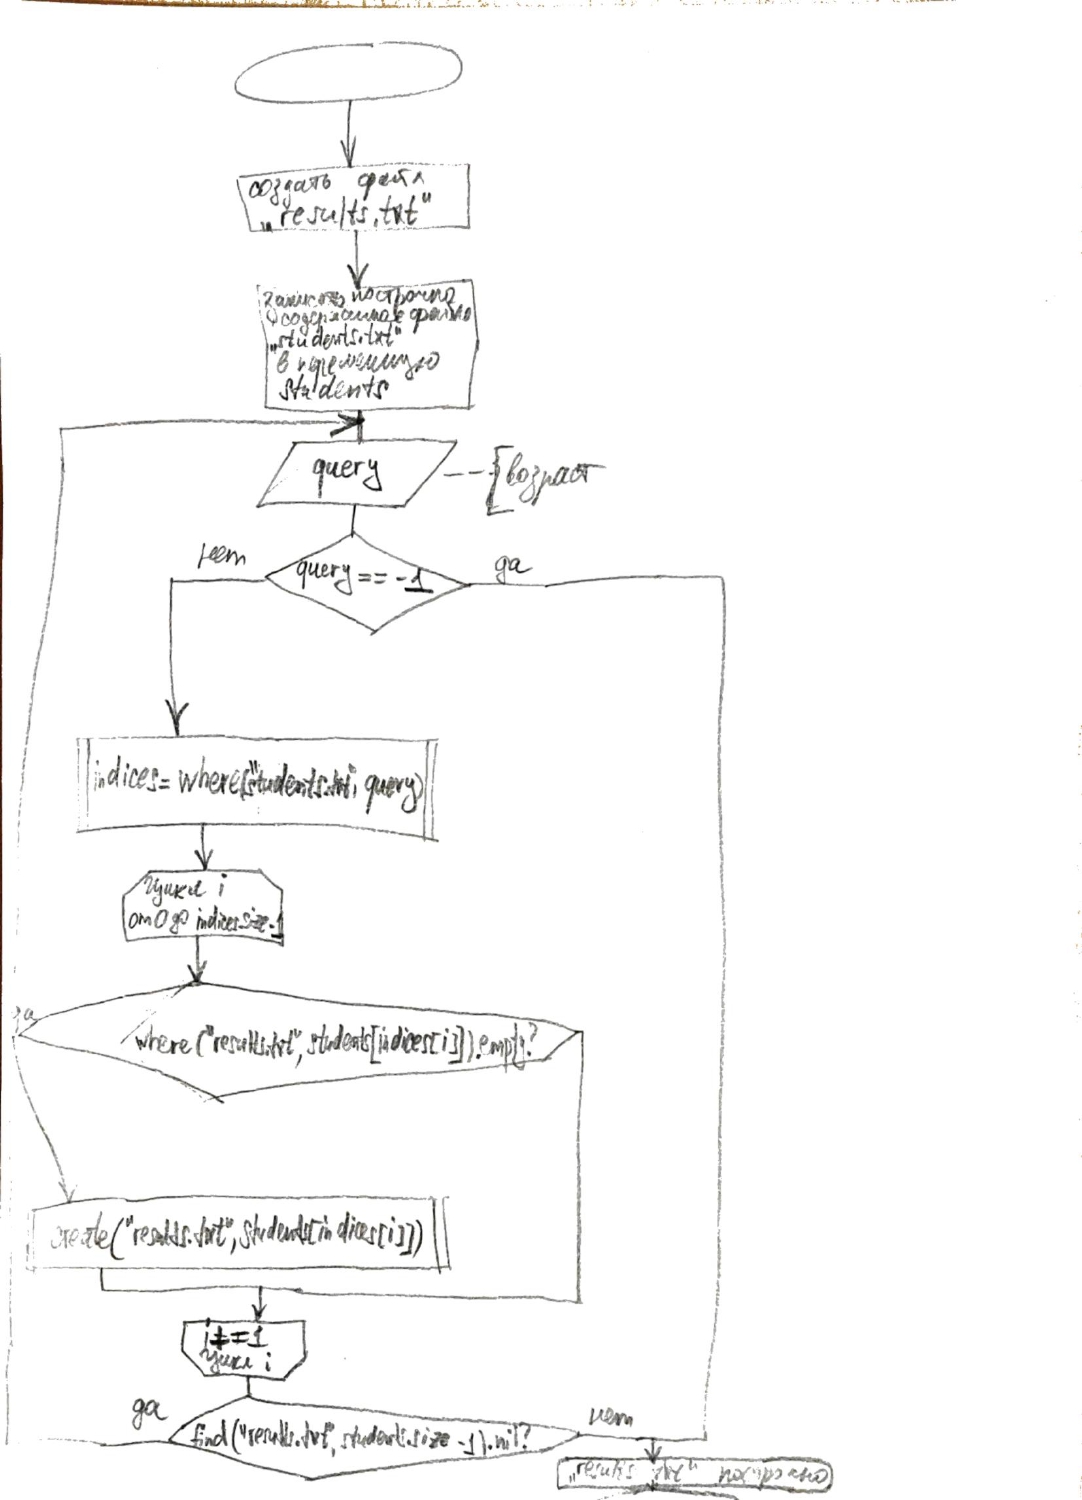 создать файл
„results.txt"
записать построчно
содержимое файла
„students.txt"
в переменную
students
query
возраст
нет
query == -1
да
indices = where("students.txt", query)
Цикл i
от 0 до indices.size -1
да
where("results.txt", students[indices[i]]).empty?
create("results.txt", students[indices[i]])
i += 1
Цикл i
да
find("results.txt", students.size -1).nil?
нет
„results.txt" построчно